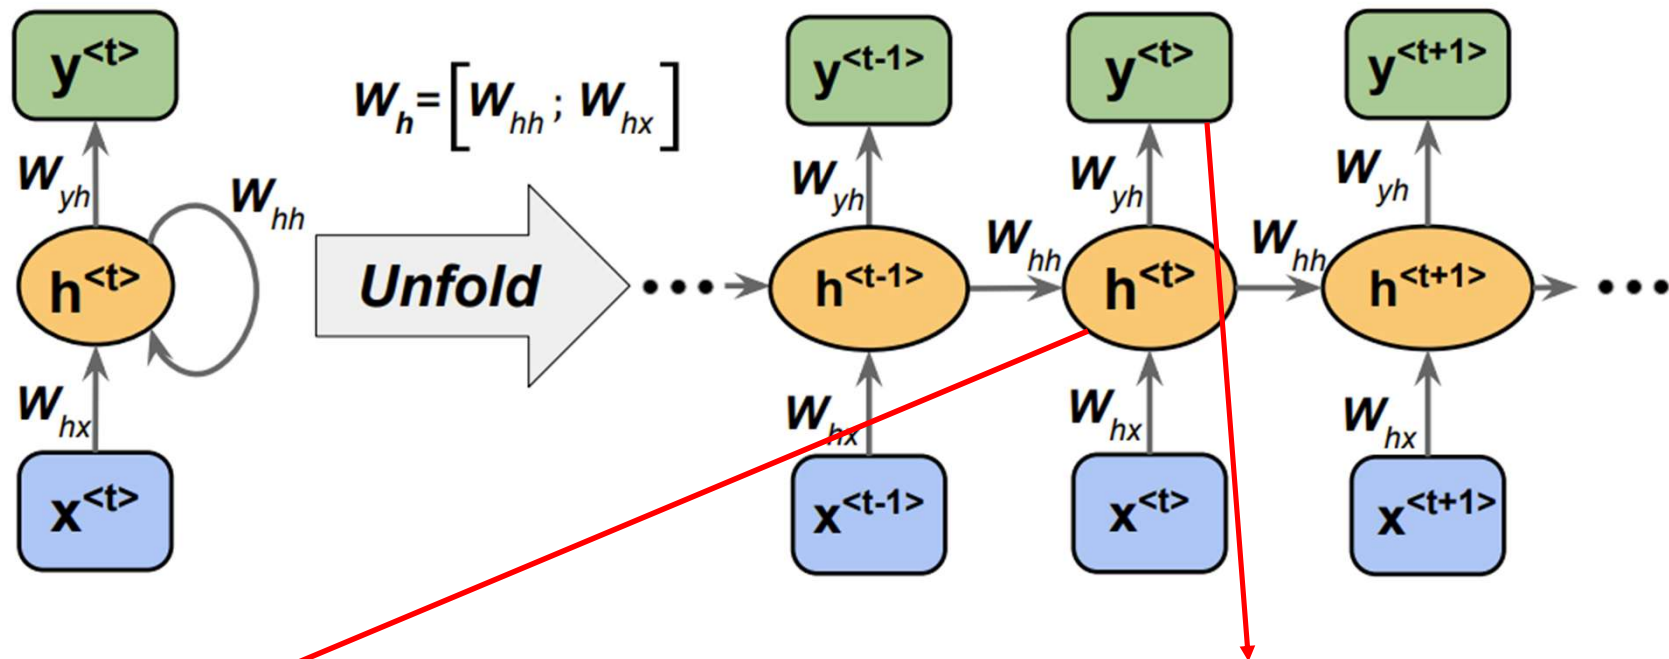 y<t>
W_h=[W_hh ; W_hx]
y<t-1>
y<t>
y<t+1>
W_yh
W_hh
W_yh
W_yh
W_yh
h<t>
Unfold
•••
h<t-1>
W_hh
h<t>
W_hh
h<t+1>
•••
W_hx
W_hx
W_hx
W_hx
x<t>
x<t-1>
x<t>
x<t+1>